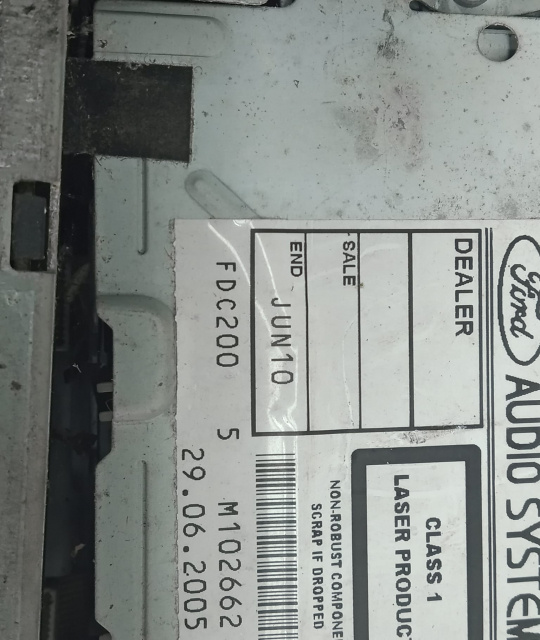 Ford
AUDIO SYSTEM
DEALER
SALE
END JUN10
CLASS 1
LASER PRODUCT
NON-ROBUST COMPONE
SCRAP IF DROPPED
FDC200 5 M102662
29.06.2005